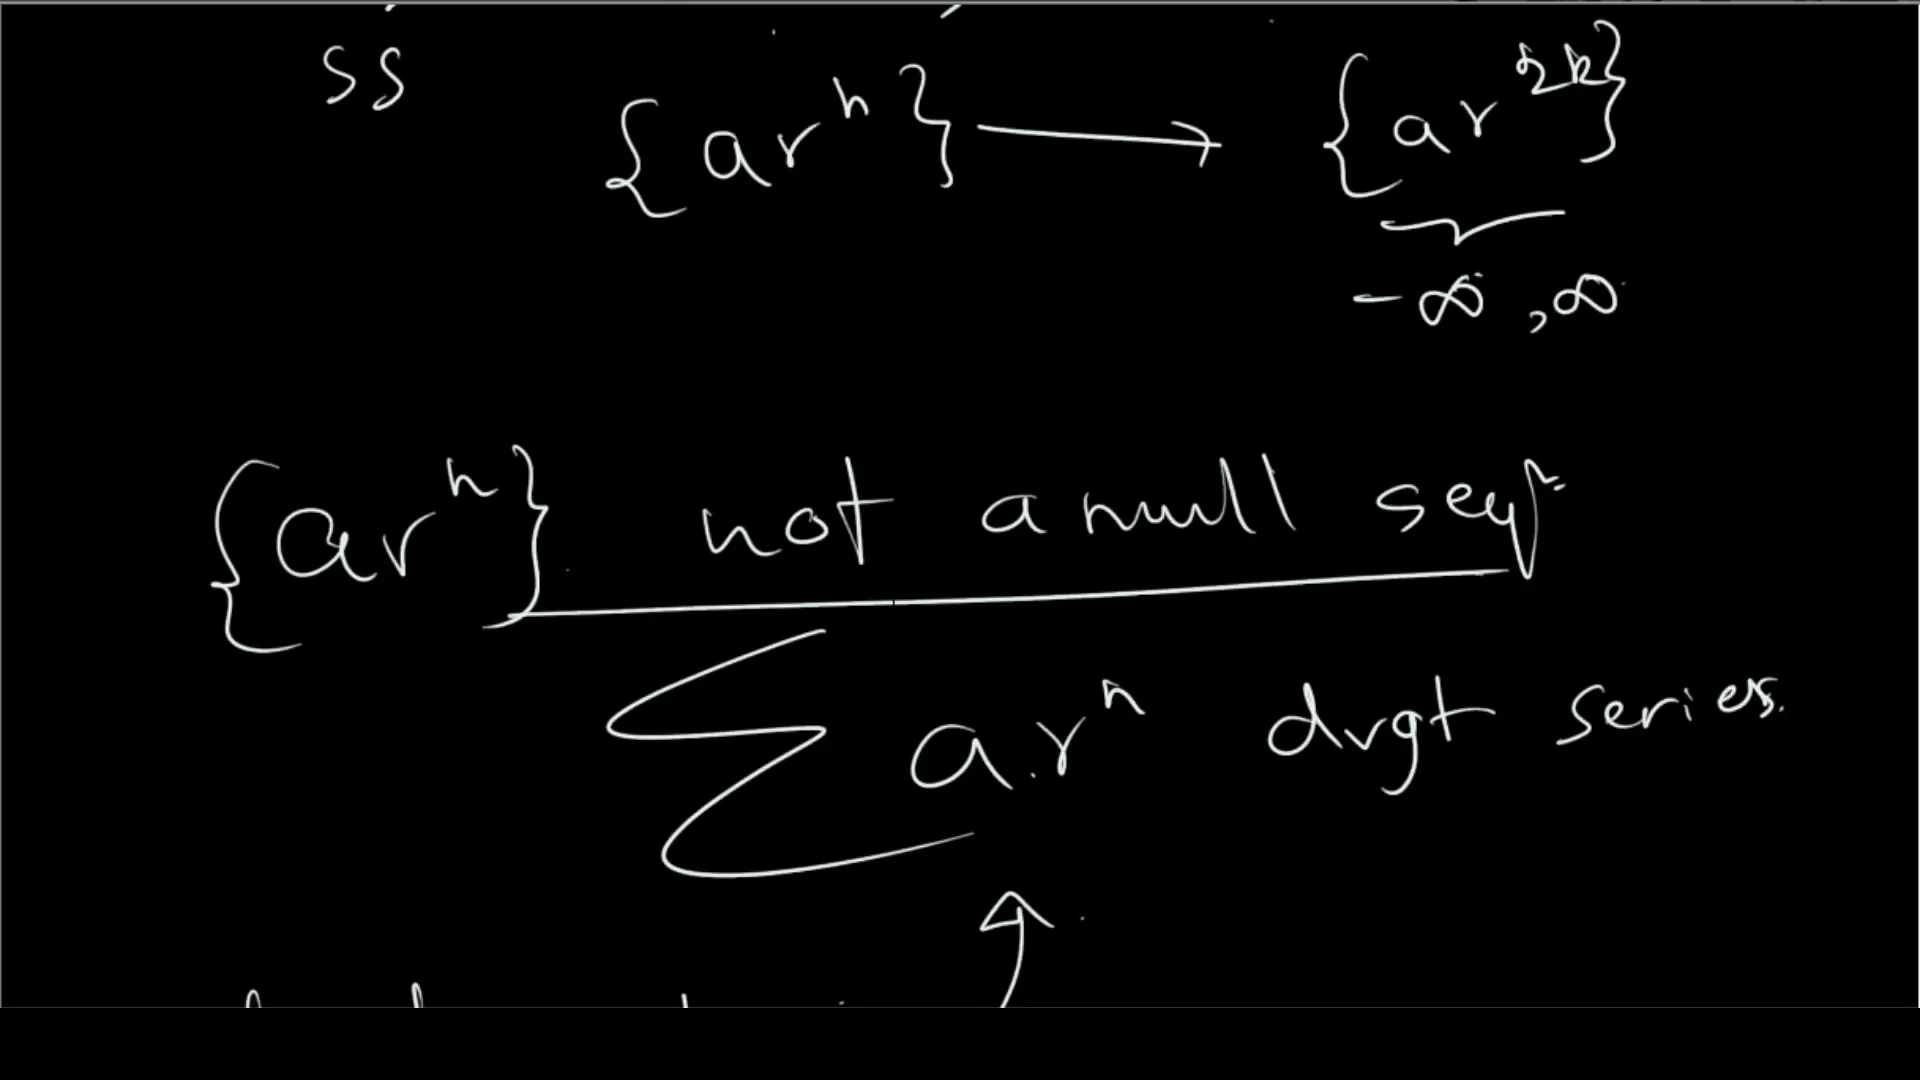 ss {ar^n} → {ar^2k}
-∞, ∞
{ar^n} not a null seq^n
∑ a.r^n dvgt series.